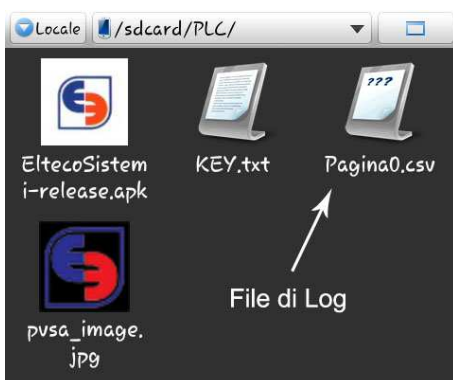 Locale /sdcard/PLC/
???
EltecoSistem KEY.txt Pagina0.csv
i-release.apk
File di Log
pvsa_image.
jpg